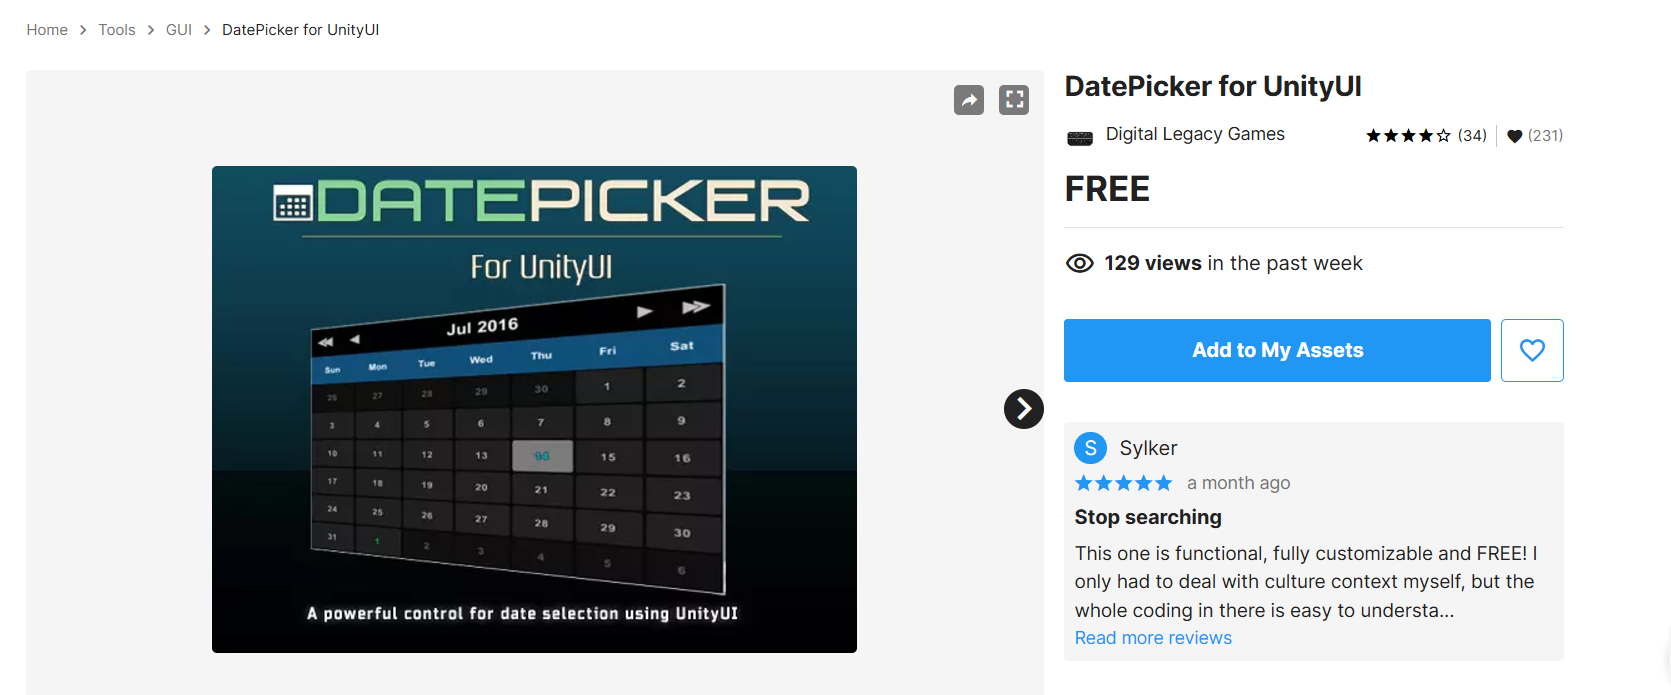 Home > Tools > GUI > DatePicker for UnityUI
DATEPICKER
For UnityUI
Jul 2016
Sun Mon Tue Wed Thu Fri Sat
26 27 28 29 30 1 2
3 4 5 6 7 8 9
10 11 12 13 15 16
17 18 19 20 21 22 23
24 25 26 27 28 29 30
31 1 2 3 4 5 6
A powerful control for date selection using UnityUI
DatePicker for UnityUI
Digital Legacy Games
(34)
(231)
FREE
129 views in the past week
Add to My Assets
S Sylker
a month ago
Stop searching
This one is functional, fully customizable and FREE! I
only had to deal with culture context myself, but the
whole coding in there is easy to understa...
Read more reviews